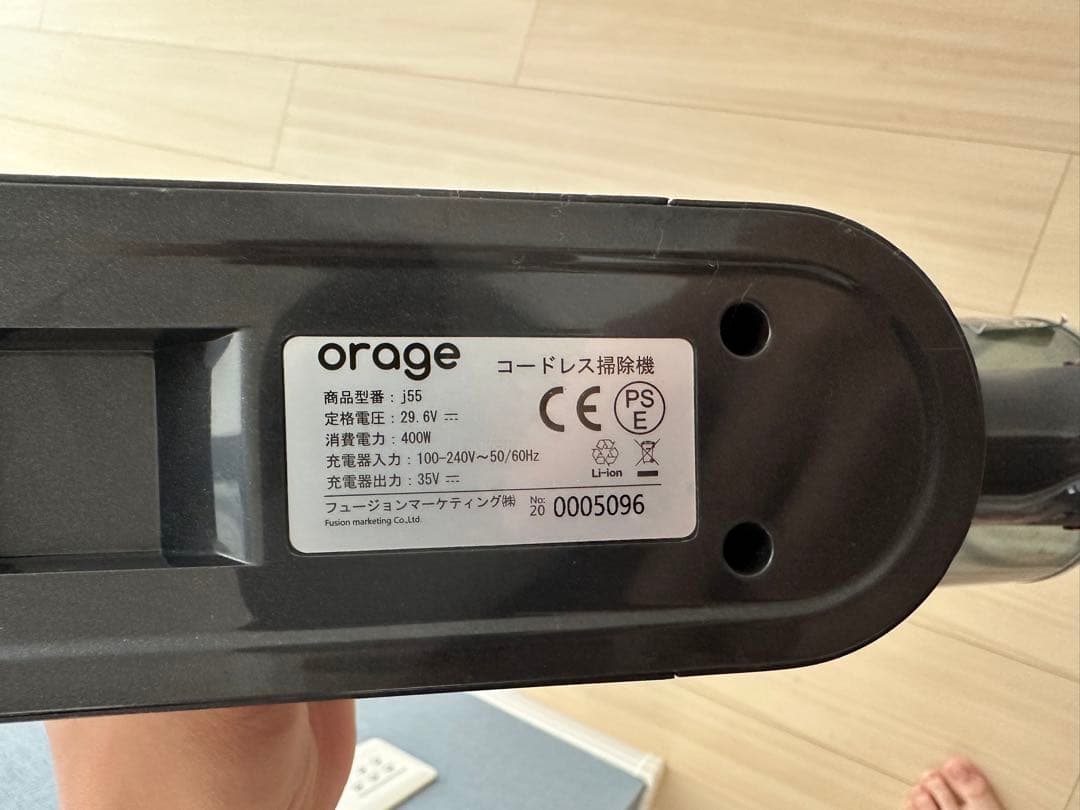 orage コードレス掃除機
商品型番：j55
定格電圧：29.6V ⎓
消費電力：400W
充電器入力：100-240V～50/60Hz
充電器出力：35V ⎓
CE
PS
E
Li-ion
フュージョンマーケティング㈱
Fusion marketing Co.,Ltd.
No:
20 0005096